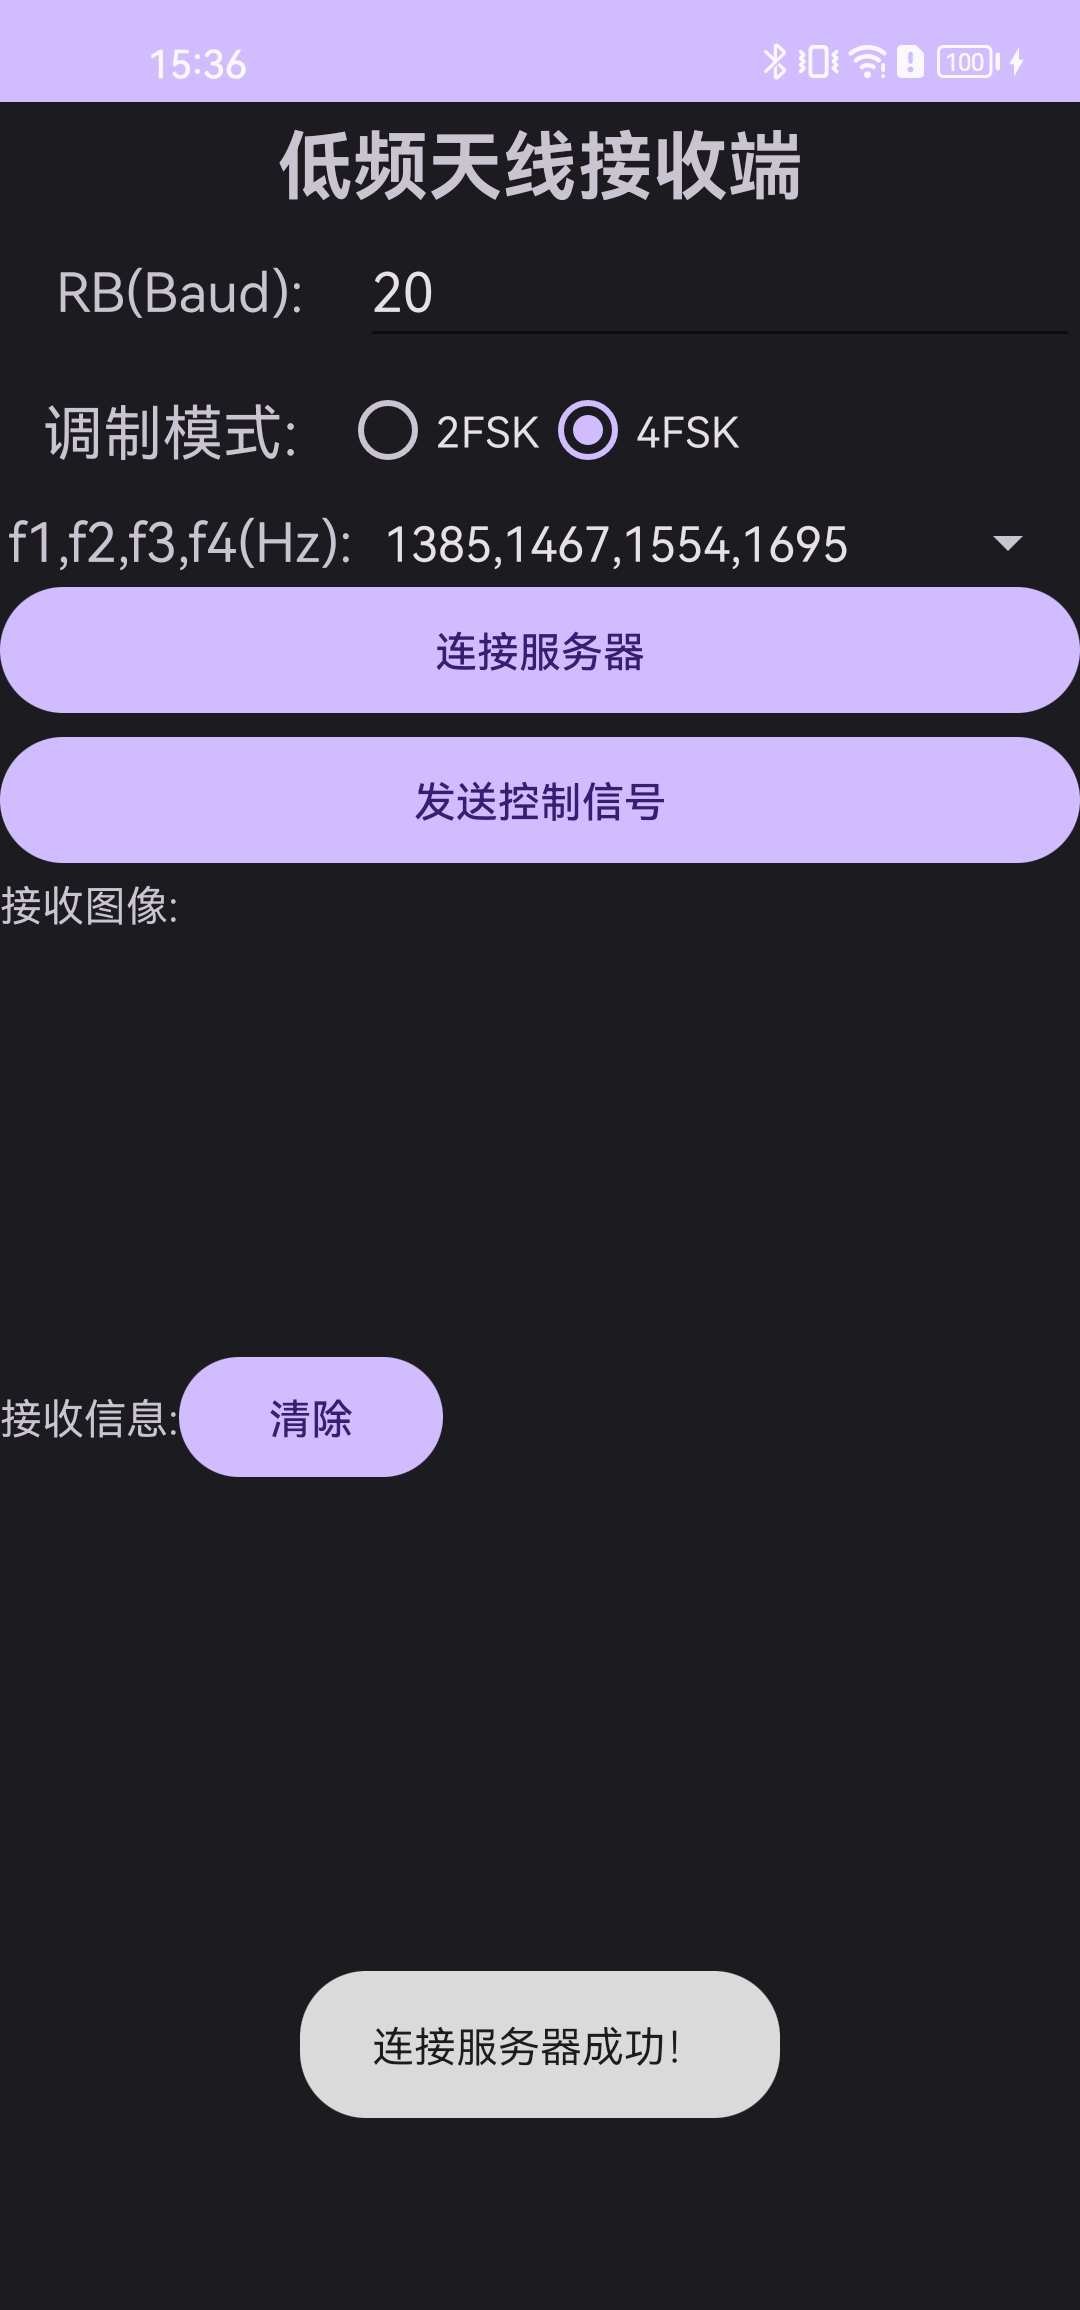 15:36
100
低频天线接收端
RB(Baud): 20
调制模式: 2FSK 4FSK
f1,f2,f3,f4(Hz): 1385,1467,1554,1695
连接服务器
发送控制信号
接收图像:
接收信息: 清除
连接服务器成功!